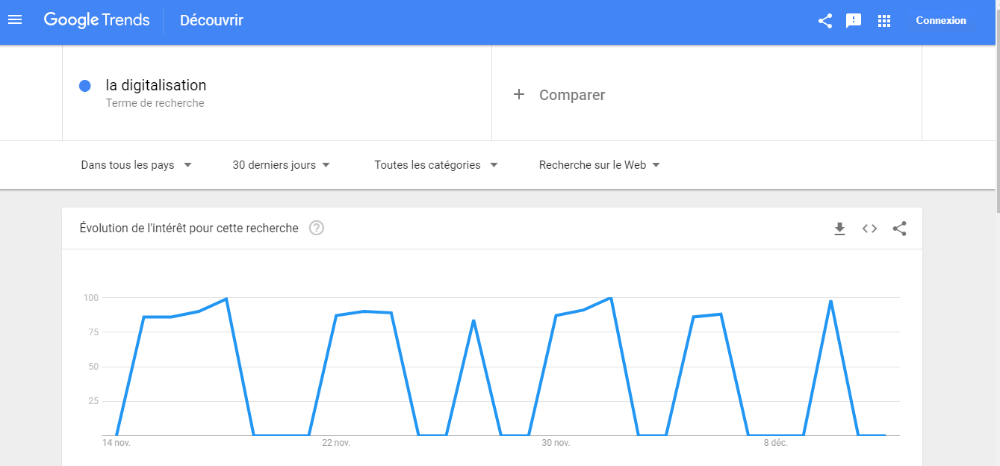 Google Trends Découvrir Connexion
la digitalisation
Terme de recherche
+ Comparer
Dans tous les pays 30 derniers jours Toutes les catégories Recherche sur le Web
Évolution de l'intérêt pour cette recherche ?
100
75
50
25
14 nov. 22 nov. 30 nov. 8 déc.